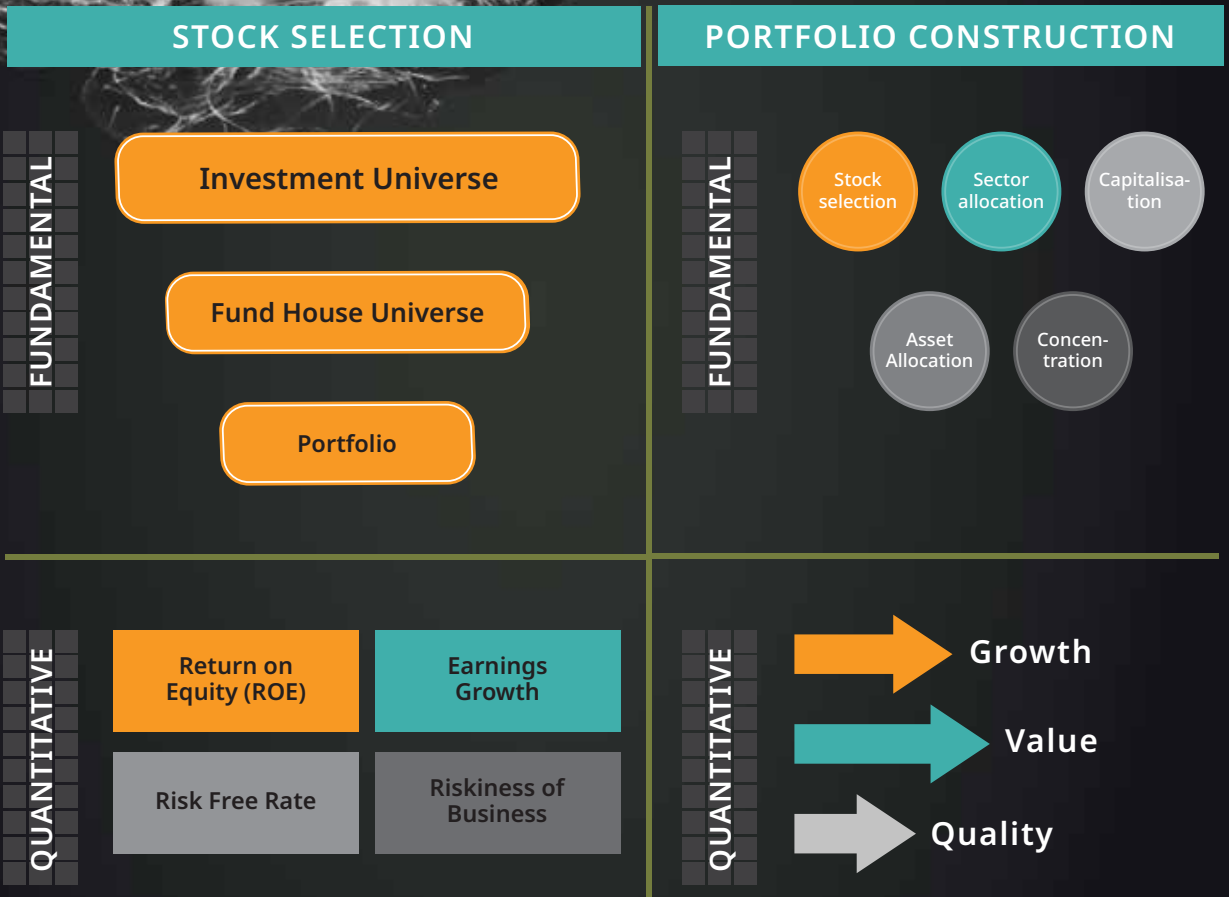 STOCK SELECTION
FUNDAMENTAL
Investment Universe
Fund House Universe
Portfolio
PORTFOLIO CONSTRUCTION
FUNDAMENTAL
Stock
selection
Sector
allocation
Capitalisa-
tion
Asset
Allocation
Concen-
tration
QUANTITATIVE
Return on
Equity (ROE)
Earnings
Growth
Risk Free Rate
Riskiness of
Business
QUANTITATIVE
Growth
Value
Quality